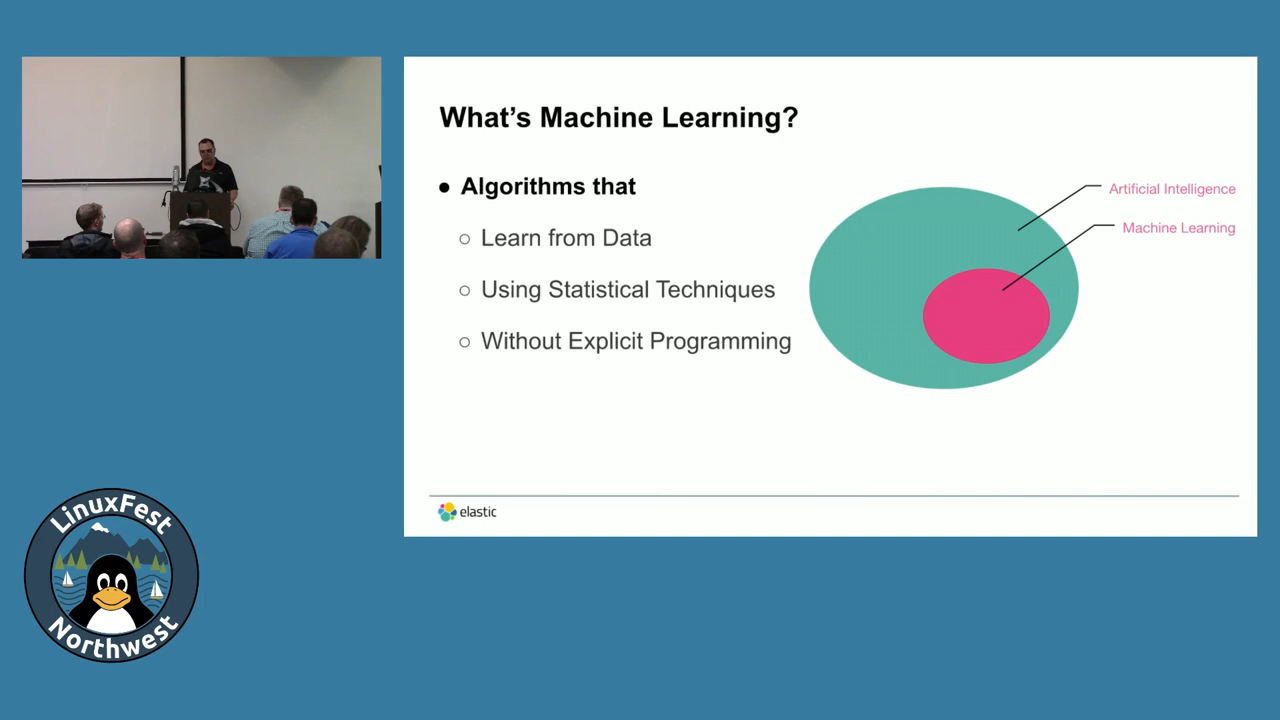 What's Machine Learning?
● Algorithms that
○ Learn from Data
○ Using Statistical Techniques
○ Without Explicit Programming
Artificial Intelligence
Machine Learning
elastic
LinuxFest
Northwest